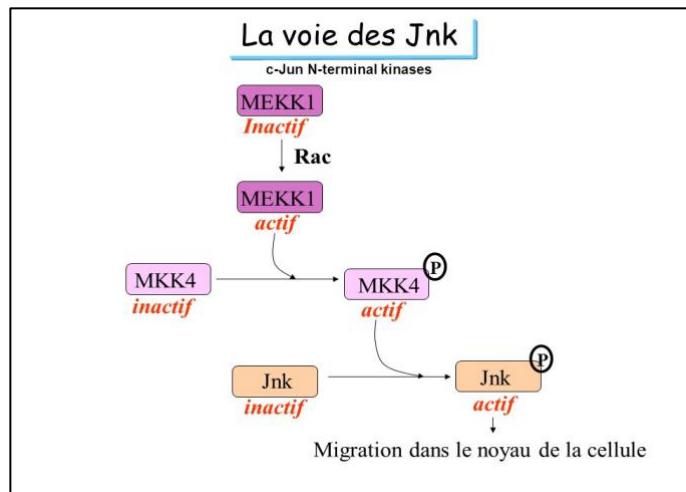 La voie des Jnk
c-Jun N-terminal kinases
MEKK1
Inactif
Rac
MEKK1
actif
MKK4
inactif
P
MKK4
actif
Jnk
inactif
P
Jnk
actif
Migration dans le noyau de la cellule